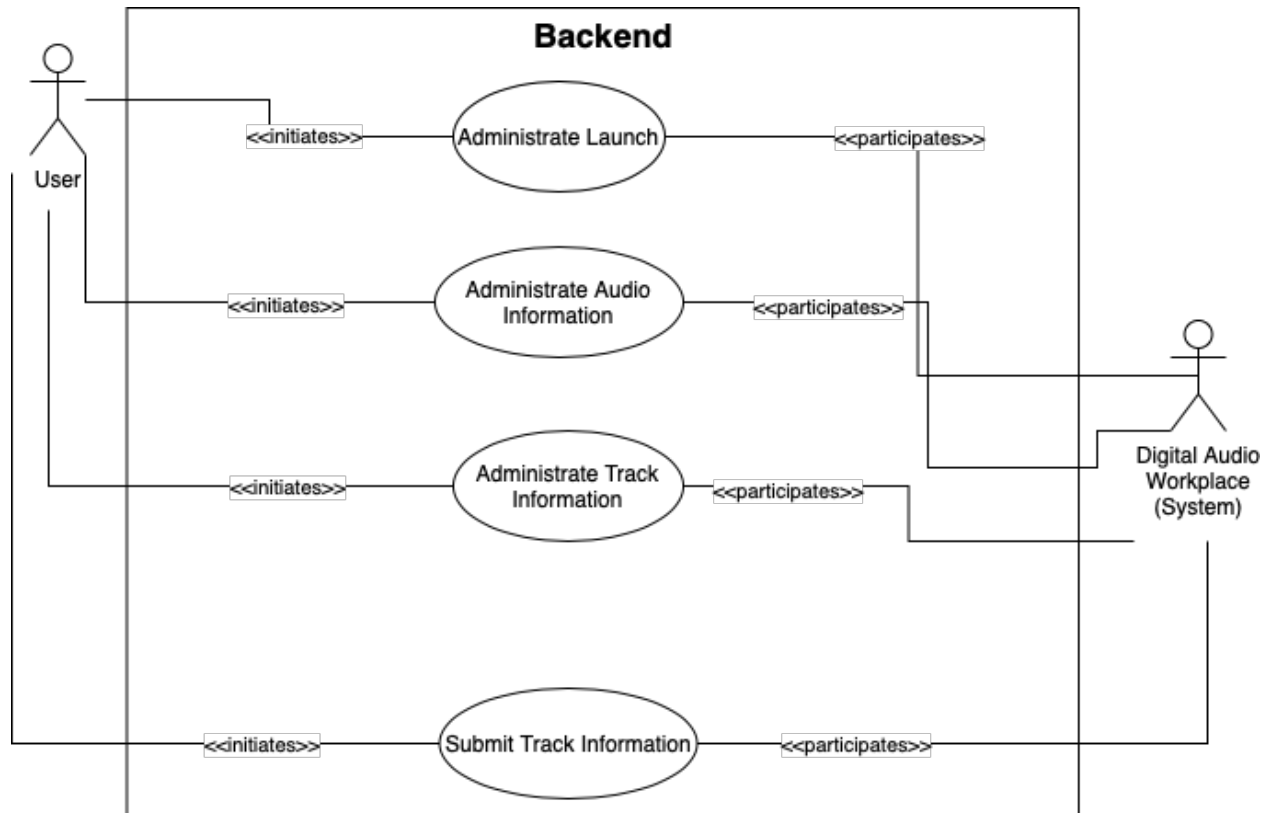 Backend
<<initiates>>
Administrate Launch
<<participates>>
User
<<initiates>>
Administrate Audio
Information
<<participates>>
<<initiates>>
Administrate Track
Information
<<participates>>
Digital Audio
Workplace
(System)
<<initiates>>
Submit Track Information
<<participates>>